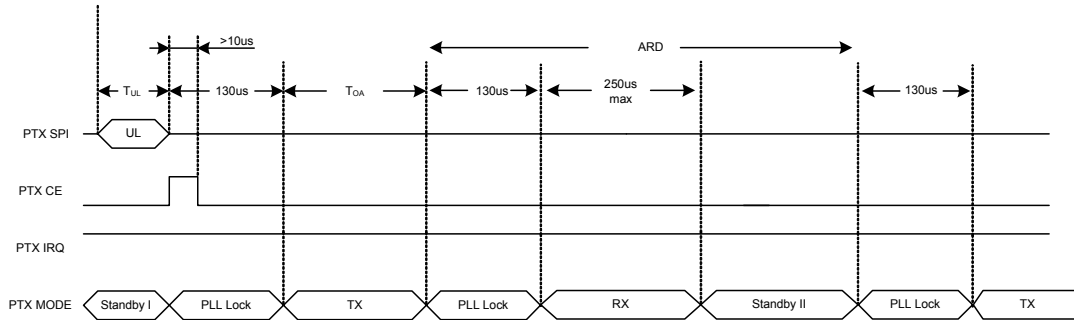 >10us
ARD
TUL
130us
TOA
130us
250us
max
130us
PTX SPI
UL
PTX CE
PTX IRQ
PTX MODE
Standby I
PLL Lock
TX
PLL Lock
RX
Standby II
PLL Lock
TX